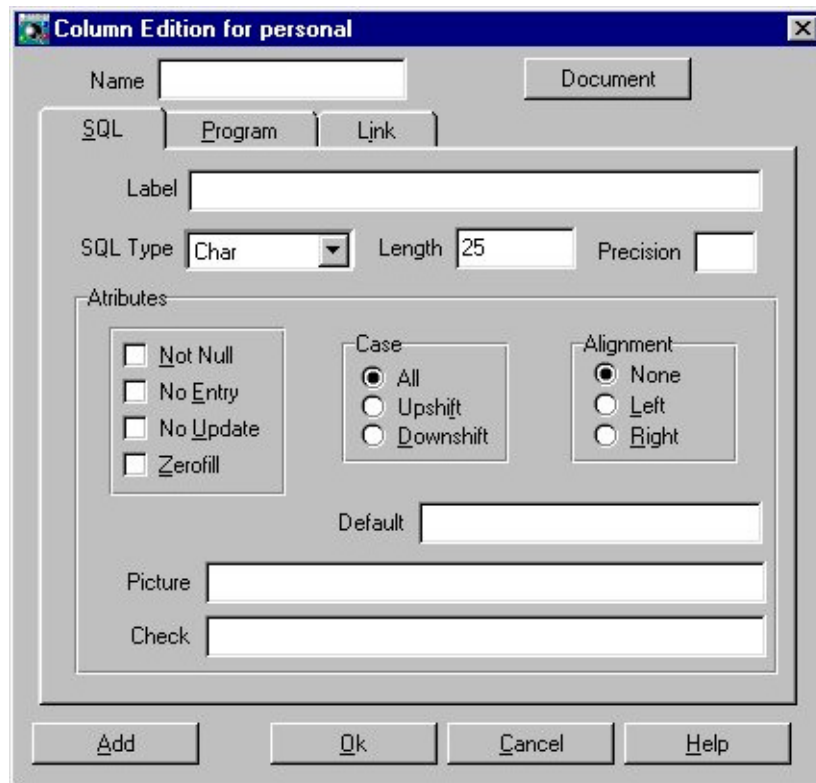 Column Edition for personal
Name Document
SQL Program Link
Label
SQL Type Char Length 25 Precision
Atributes
Not Null
No Entry
No Update
Zerofill
Case
All
Upshift
Downshift
Alignment
None
Left
Right
Default
Picture
Check
Add Ok Cancel Help